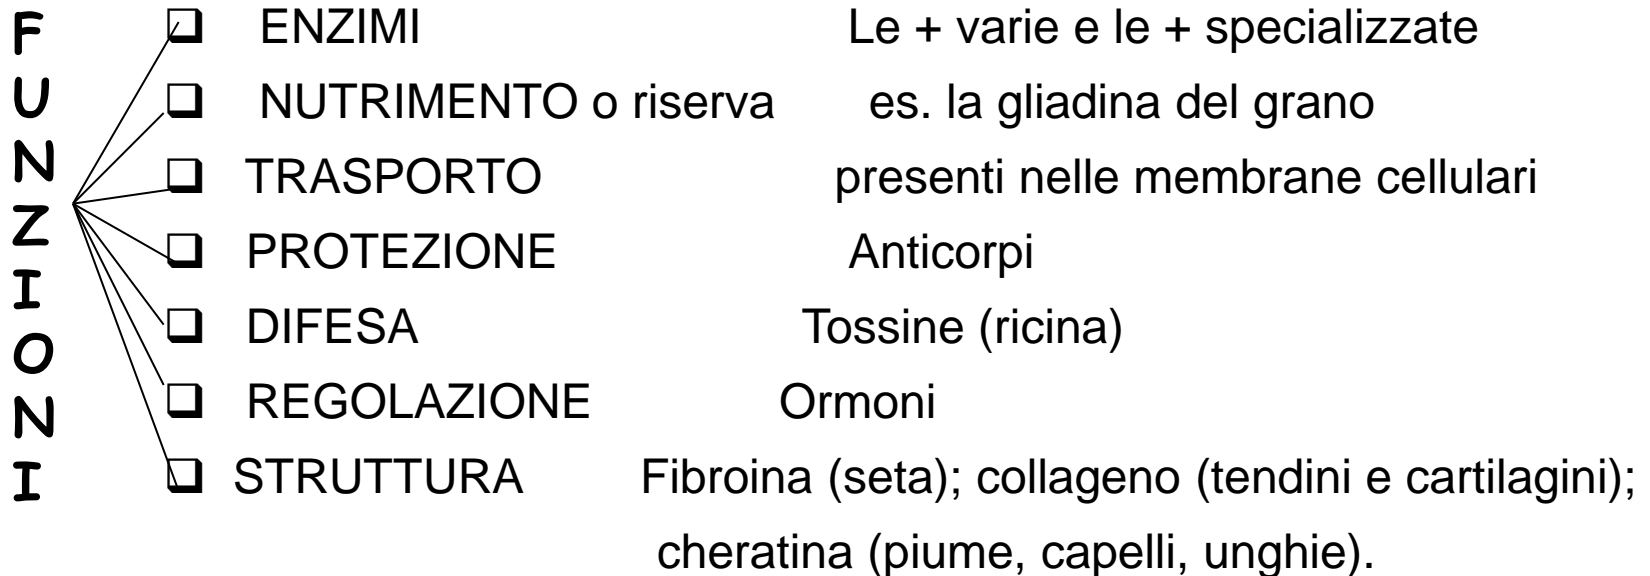 FUNZIONI
❑ ENZIMI Le + varie e le + specializzate
❑ NUTRIMENTO o riserva es. la gliadina del grano
❑ TRASPORTO presenti nelle membrane cellulari
❑ PROTEZIONE Anticorpi
❑ DIFESA Tossine (ricina)
❑ REGOLAZIONE Ormoni
❑ STRUTTURA Fibroina (seta); collageno (tendini e cartilagini);
cheratina (piume, capelli, unghie).